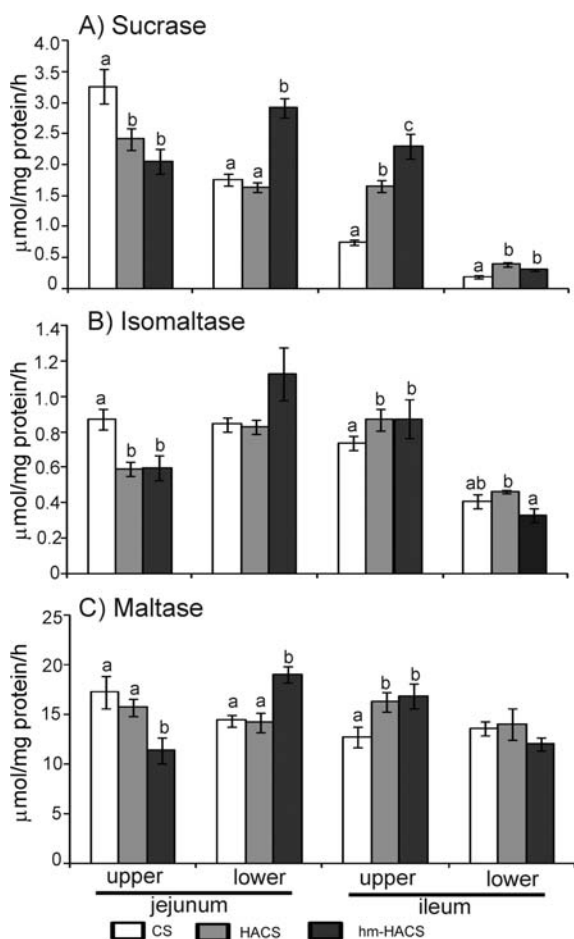 A) Sucrase
μmol/mg protein/h
4.0
3.5
3.0
2.5
2.0
1.5
1.0
0.5
0
a b b
a a b
a b c
a b b
B) Isomaltase
μmol/mg protein/h
1.4
1.2
1.0
0.8
0.6
0.4
0.2
0
a b b
a b b
ab b a
C) Maltase
μmol/mg protein/h
25
20
15
10
5
0
a a b
a a b
a b b
upper lower upper lower
jejunum ileum
CS HACS hm-HACS